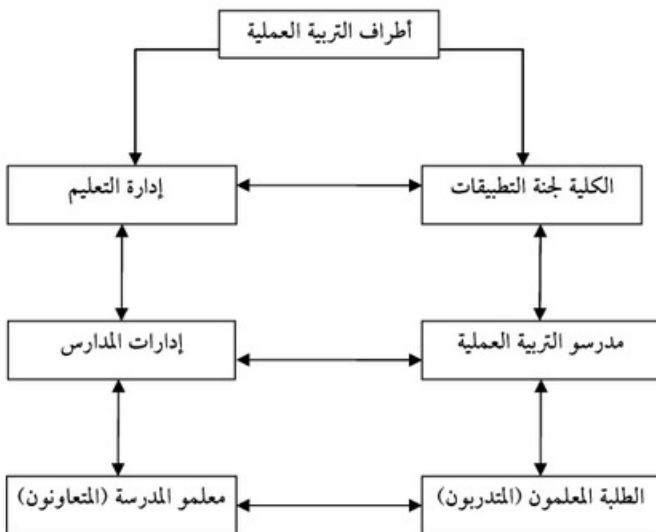 أطراف التربية العملية
الكلية لجنة التطبيقات
إدارة التعليم
مدرسو التربية العملية
إدارات المدارس
الطلبة المعلمون (المتدربون)
معلمو المدرسة (المتعاونون)